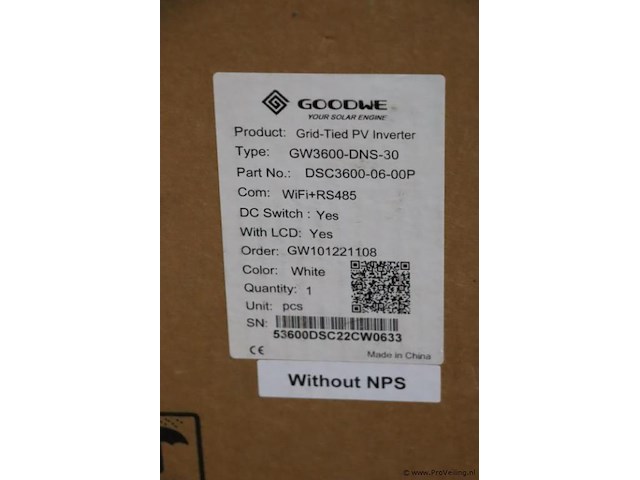 GOODWE
YOUR SOLAR ENGINE
Product: Grid-Tied PV Inverter
Type: GW3600-DNS-30
Part No.: DSC3600-06-00P
Com: WiFi+RS485
DC Switch : Yes
With LCD: Yes
Order: GW101221108
Color: White
Quantity: 1
Unit: pcs
SN:
53600DSC22CW0633
CE
Made in China
Without NPS
© www.ProVeiling.nl